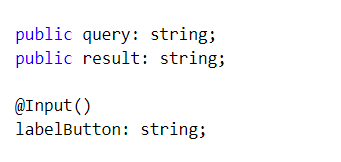 public query: string;
public result: string;
@Input()
labelButton: string;